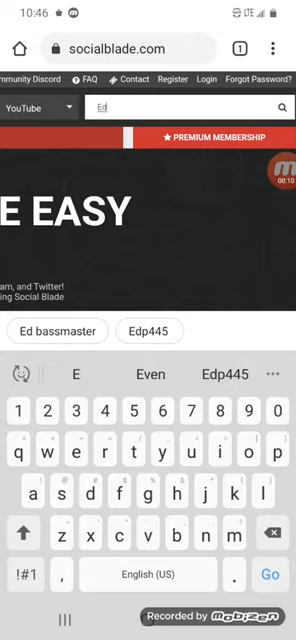 10:46 LTE
socialblade.com 1
mmunity Discord FAQ Contact Register Login Forgot Password?
YouTube Ed
★ PREMIUM MEMBERSHIP
00:10
E EASY
am, and Twitter!
ing Social Blade
Ed bassmaster Edp445
E Even Edp445 •••
1 2 3 4 5 6 7 8 9 0
q w e r t y u i o p
a s d f g h j k l
z x c v b n m
!#1 , English (US) . Go
Recorded by Mobizen